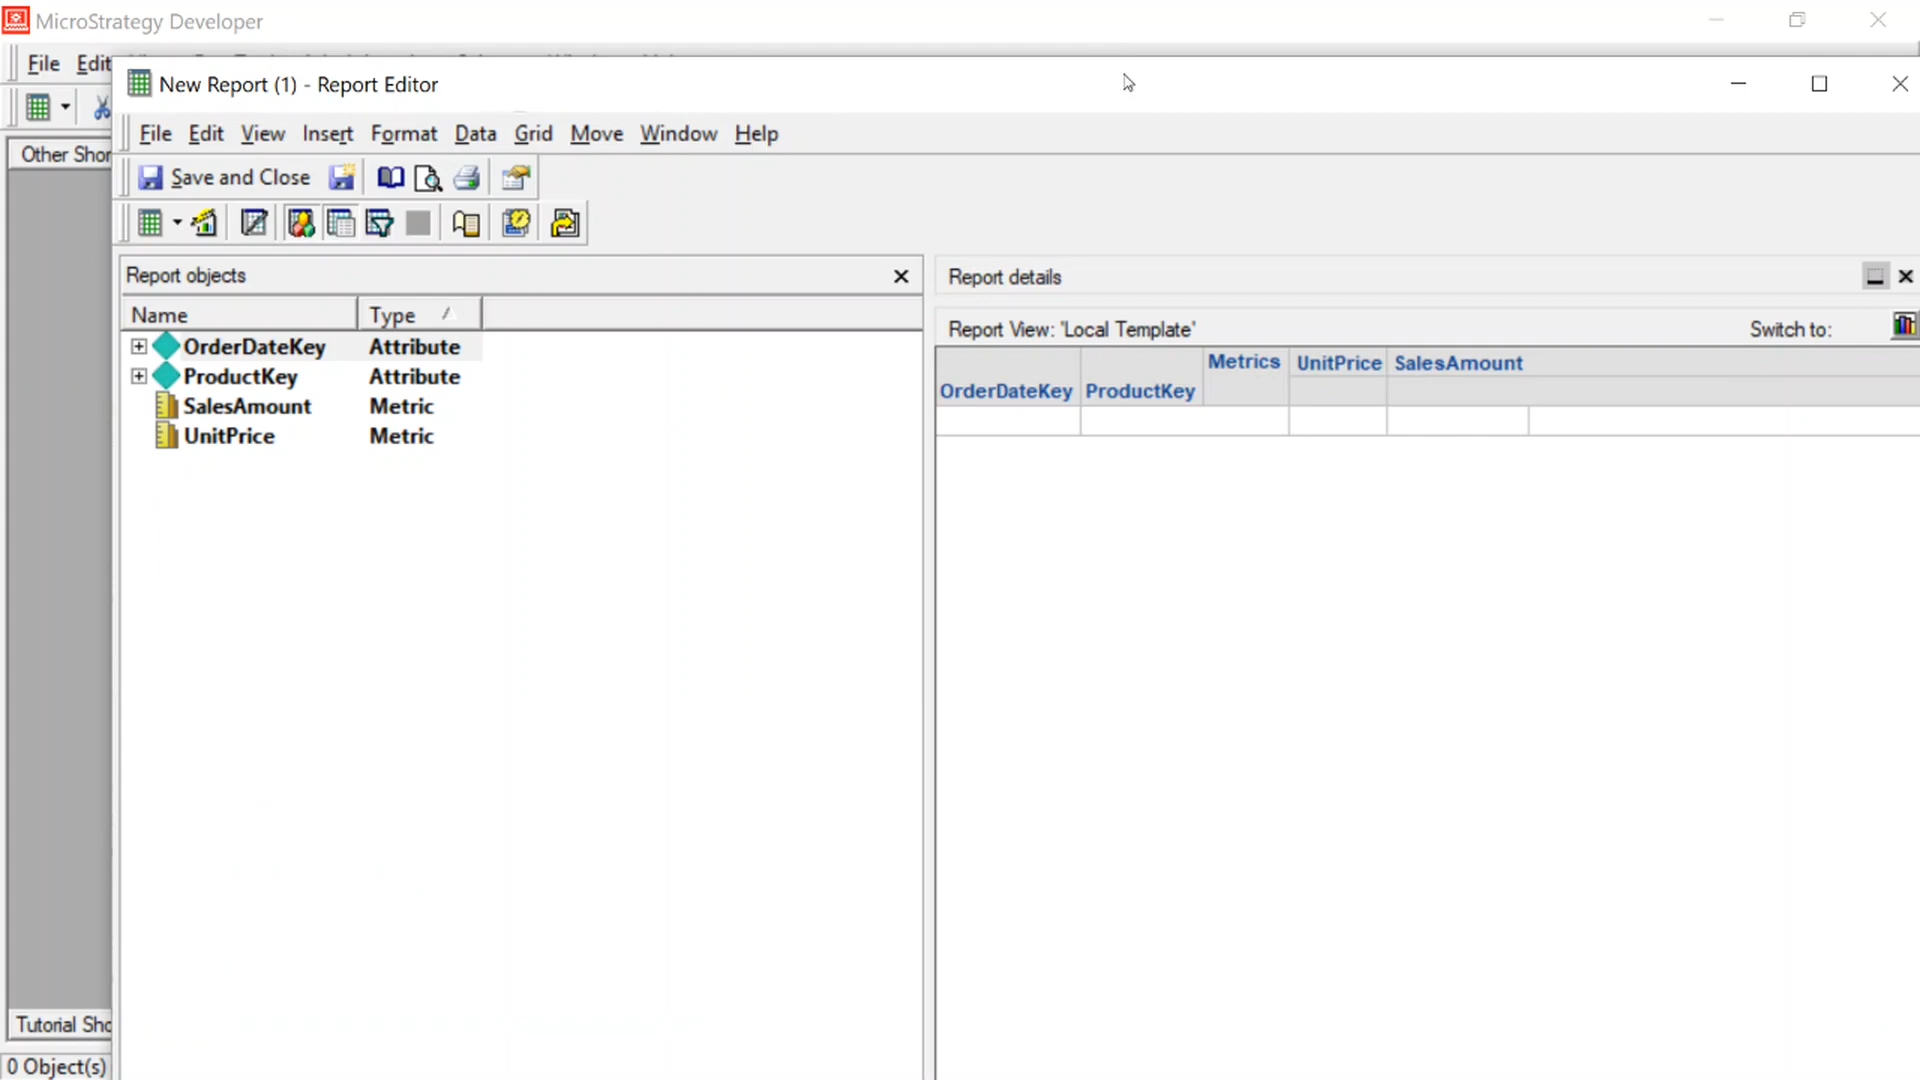 MicroStrategy Developer
File Edit
New Report (1) - Report Editor
File Edit View Insert Format Data Grid Move Window Help
Save and Close
Other Shor
Report objects
Name Type
OrderDateKey Attribute
ProductKey Attribute
SalesAmount Metric
UnitPrice Metric
Report details
Report View: 'Local Template' Switch to:
Metrics UnitPrice SalesAmount
OrderDateKey ProductKey
Tutorial Sho
0 Object(s)